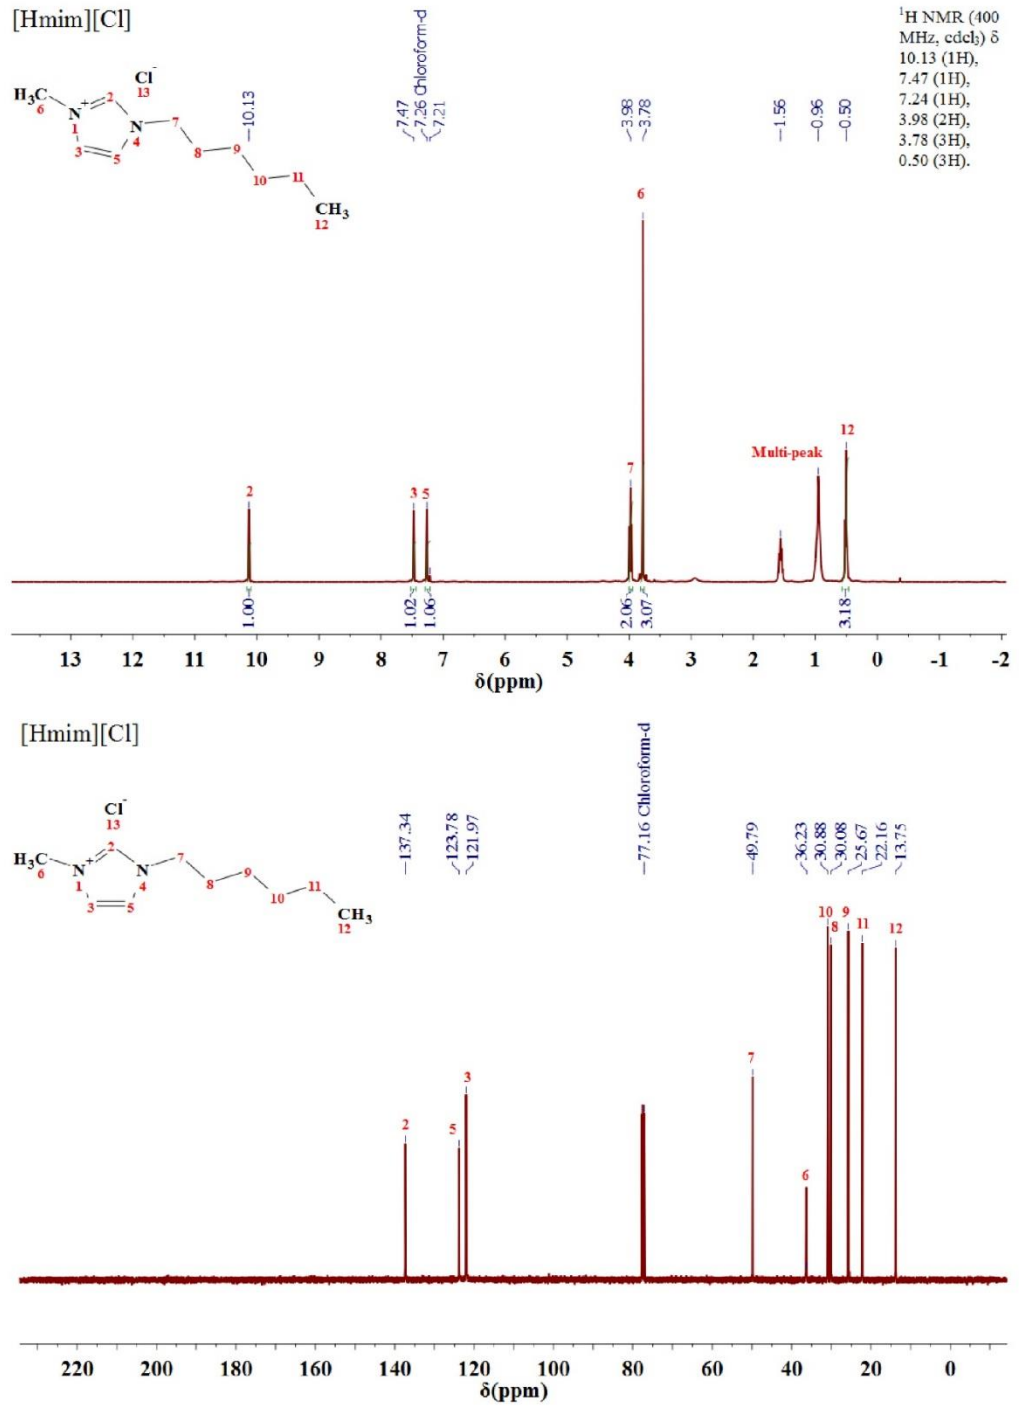 [Hmim][Cl]
¹H NMR (400
MHz, cdcl₃) δ
10.13 (1H),
7.47 (1H),
7.24 (1H),
3.98 (2H),
3.78 (3H),
0.50 (3H).
Cl⁻
13
H₃C
6
N⁺
1
2
N
4
3
5
7
8
9
10
11
CH₃
12
10.13
7.47
7.26 Chloroform-d
7.21
3.98
3.78
1.56
0.96
0.50
2
3
5
7
6
Multi-peak
12
1.00
1.02
1.06
2.06
3.07
3.18
13 12 11 10 9 8 7 6 5 4 3 2 1 0 -1 -2
δ(ppm)
[Hmim][Cl]
Cl⁻
13
H₃C
6
N⁺
1
2
N
4
3
5
7
8
9
10
11
CH₃
12
137.34
123.78
121.97
77.16 Chloroform-d
49.79
36.23
30.88
30.08
25.67
22.16
13.75
2
5
3
7
6
10
8
9
11
12
220 200 180 160 140 120 100 80 60 40 20 0
δ(ppm)